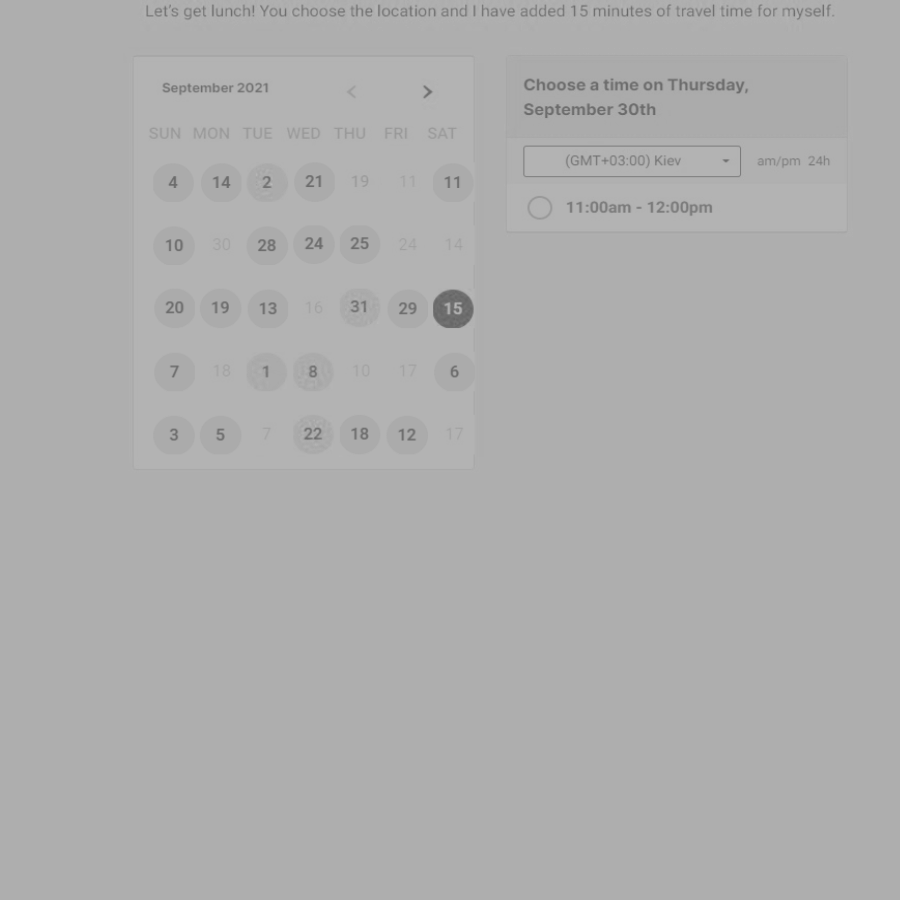 Let's get lunch! You choose the location and I have added 15 minutes of travel time for myself.
September 2021
SUN MON TUE WED THU FRI SAT
4 14 2 21 19 11 11
10 30 28 24 25 24 14
20 19 13 16 31 29 15
7 18 1 8 10 17 6
3 5 7 22 18 12 17
Choose a time on Thursday,
September 30th
(GMT+03:00) Kiev am/pm 24h
11:00am - 12:00pm